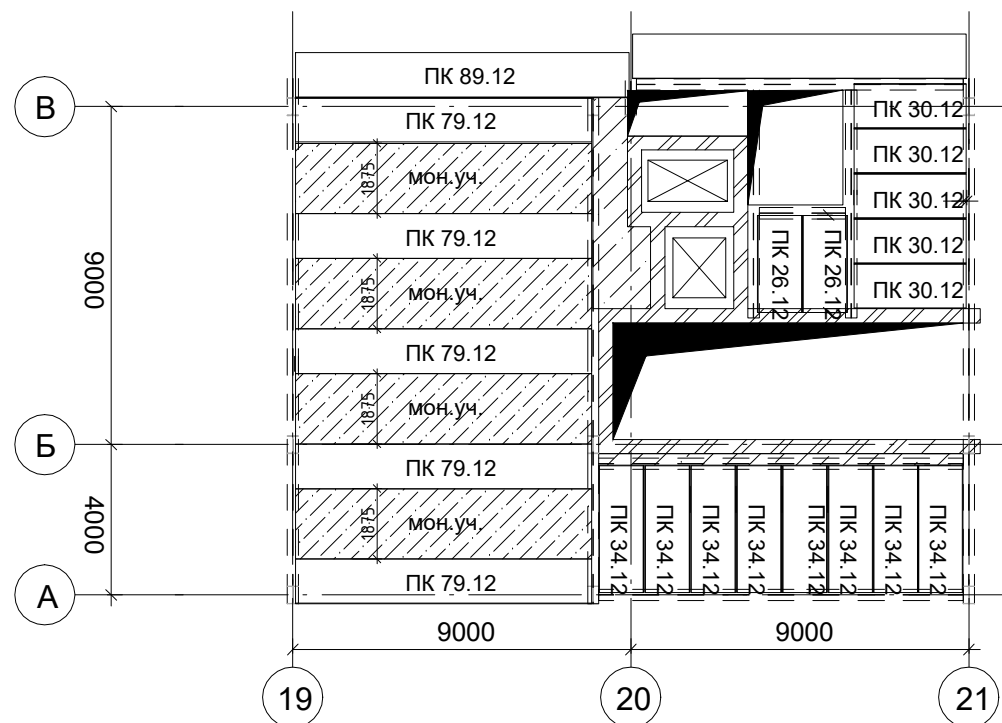 ПК 89.12
В
ПК 79.12
ПК 30.12
1875
мон.уч.
ПК 30.12
ПК 30.12
ПК 79.12
ПК 26.12
ПК 26.12
ПК 30.12
9000
1875
мон.уч.
ПК 30.12
ПК 79.12
1875
мон.уч.
Б
ПК 79.12
4000
1875
мон.уч.
ПК 34.12
ПК 34.12
ПК 34.12
ПК 34.12
ПК 34.12
ПК 34.12
ПК 34.12
ПК 34.12
ПК 79.12
А
9000
9000
19
20
21